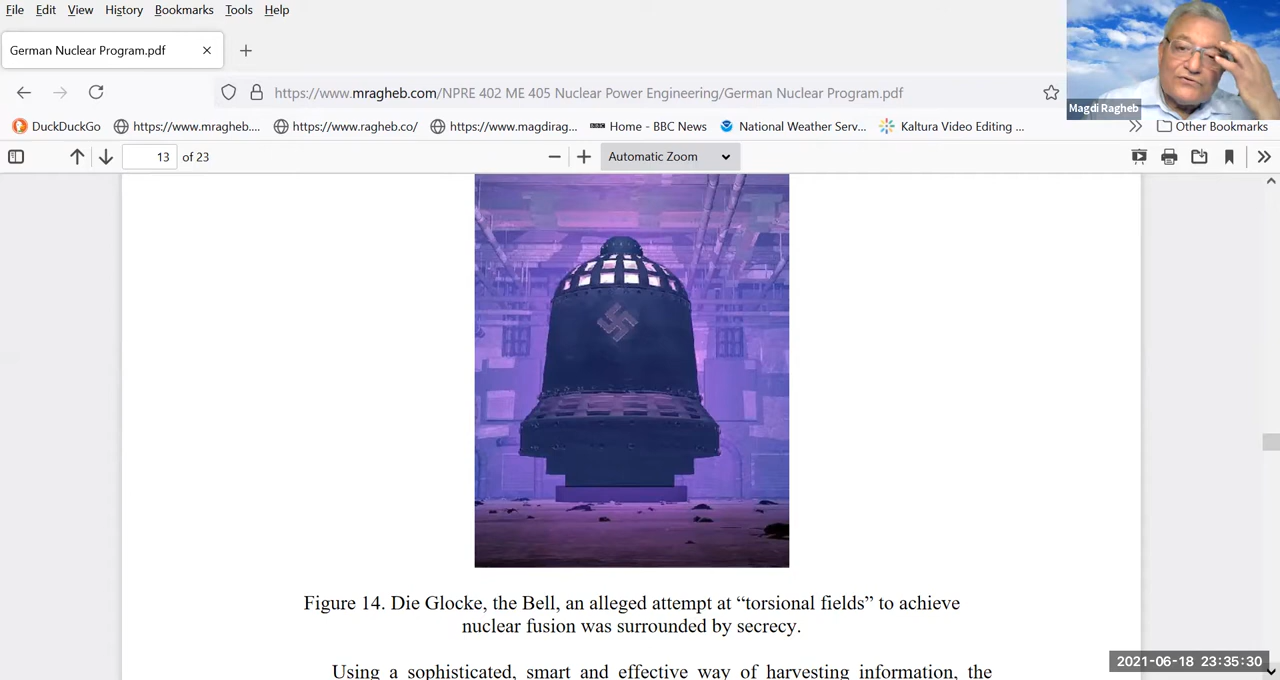 File Edit View History Bookmarks Tools Help
German Nuclear Program.pdf
https://www.mragheb.com/NPRE 402 ME 405 Nuclear Power Engineering/German Nuclear Program.pdf
Magdi Ragheb
DuckDuckGo https://www.mragheb.... https://www.ragheb.co/ https://www.magdirag... Home - BBC News National Weather Serv... Kaltura Video Editing ... Other Bookmarks
13 of 23 Automatic Zoom
Figure 14. Die Glocke, the Bell, an alleged attempt at “torsional fields” to achieve
nuclear fusion was surrounded by secrecy.
Using a sophisticated, smart and effective way of harvesting information, the
2021-06-18 23:35:30